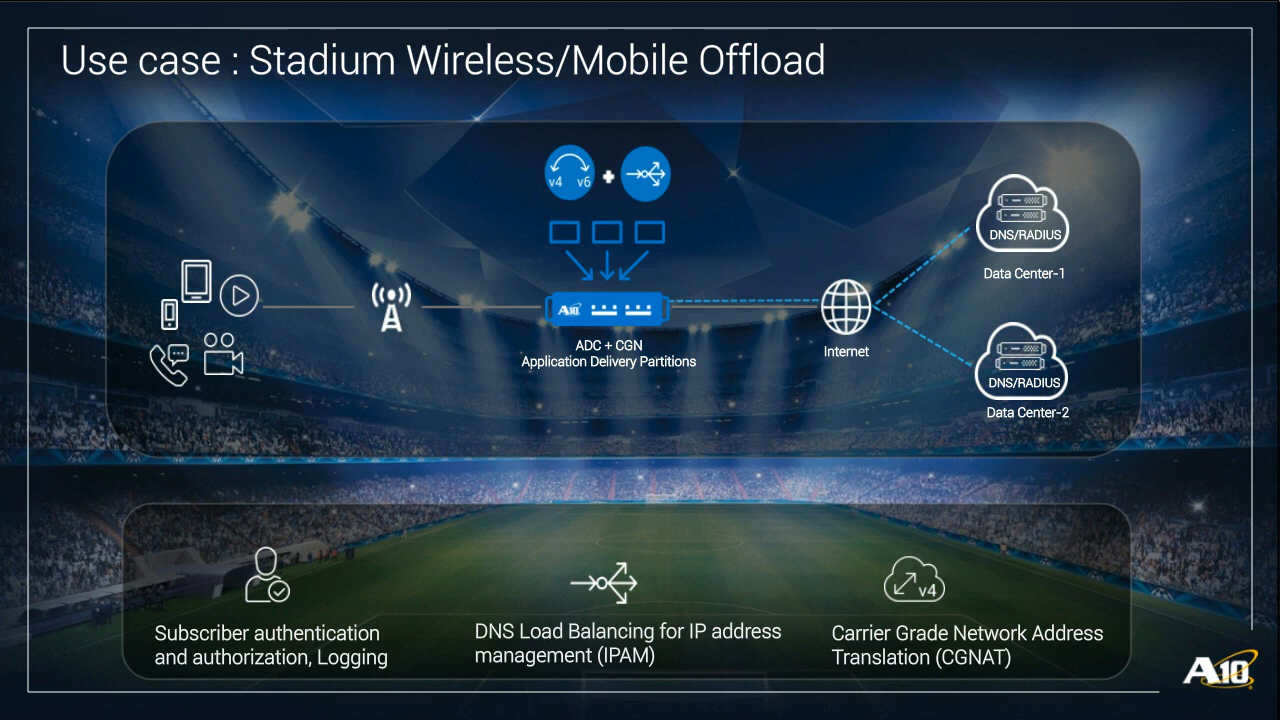 Use case : Stadium Wireless/Mobile Offload
v4 v6
A10
ADC + CGN
Application Delivery Partitions
Internet
DNS/RADIUS
Data Center-1
DNS/RADIUS
Data Center-2
Subscriber authentication
and authorization, Logging
DNS Load Balancing for IP address
management (IPAM)
v4
Carrier Grade Network Address
Translation (CGNAT)
A10